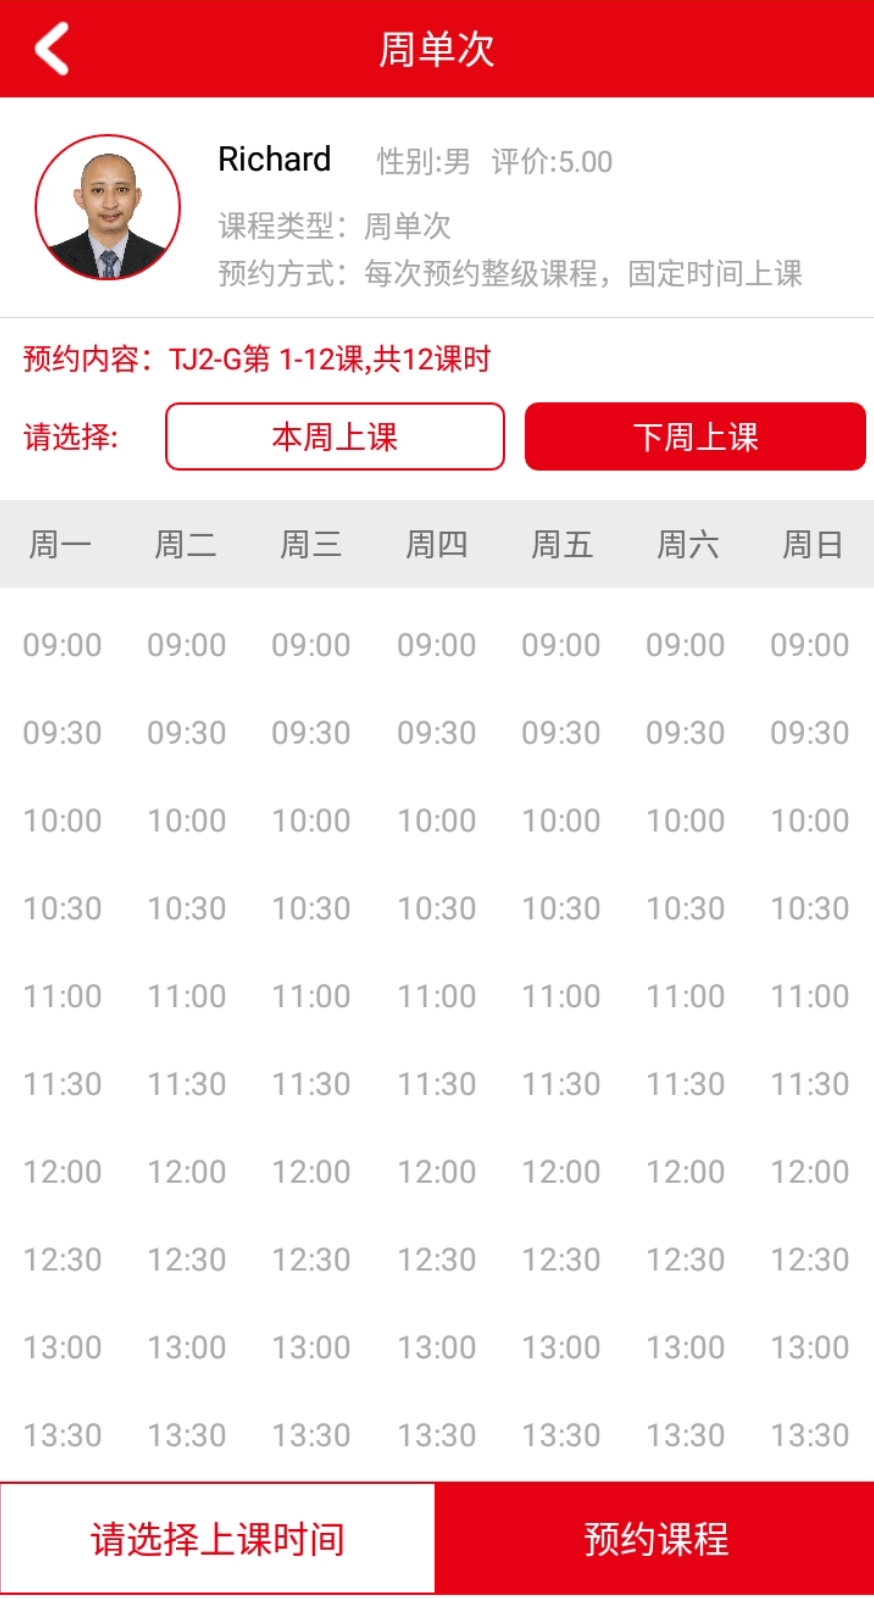 周单次
Richard 性别:男 评价:5.00
课程类型：周单次
预约方式：每次预约整级课程，固定时间上课
预约内容：TJ2-G第 1-12课,共12课时
请选择: 本周上课 下周上课
周一 周二 周三 周四 周五 周六 周日
09:00 09:00 09:00 09:00 09:00 09:00 09:00
09:30 09:30 09:30 09:30 09:30 09:30 09:30
10:00 10:00 10:00 10:00 10:00 10:00 10:00
10:30 10:30 10:30 10:30 10:30 10:30 10:30
11:00 11:00 11:00 11:00 11:00 11:00 11:00
11:30 11:30 11:30 11:30 11:30 11:30 11:30
12:00 12:00 12:00 12:00 12:00 12:00 12:00
12:30 12:30 12:30 12:30 12:30 12:30 12:30
13:00 13:00 13:00 13:00 13:00 13:00 13:00
13:30 13:30 13:30 13:30 13:30 13:30 13:30
请选择上课时间 预约课程